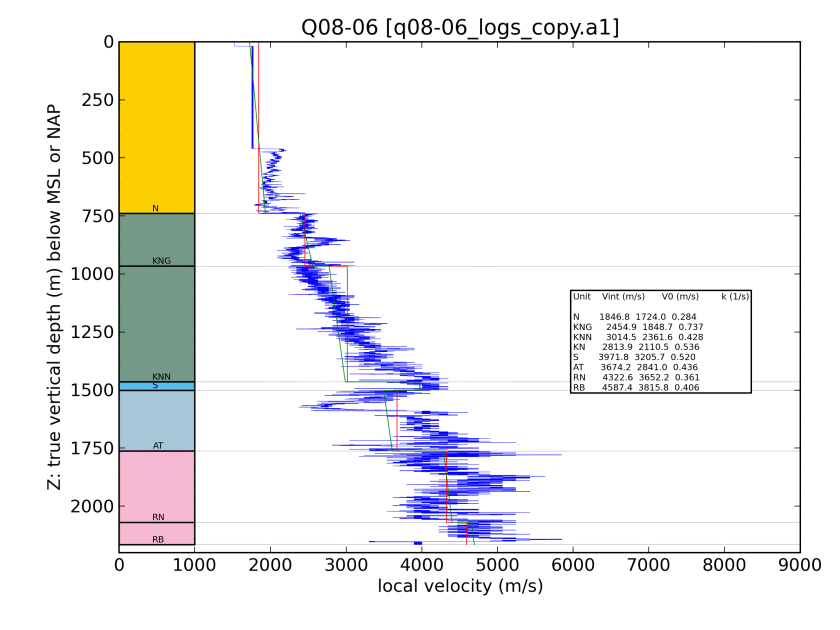 Q08-06 [q08-06_logs_copy.a1]
0
250
500
750
1000
1250
1500
1750
2000
Z: true vertical depth (m) below MSL or NAP
N
KNG
KNN
S
AT
RN
RB
Unit Vint (m/s) V0 (m/s) k (1/s)
N 1846.8 1724.0 0.284
KNG 2454.9 1848.7 0.737
KNN 3014.5 2361.6 0.428
KN 2813.9 2110.5 0.536
S 3971.8 3205.7 0.520
AT 3674.2 2841.0 0.436
RN 4322.6 3652.2 0.361
RB 4587.4 3815.8 0.406
0 1000 2000 3000 4000 5000 6000 7000 8000 9000
local velocity (m/s)